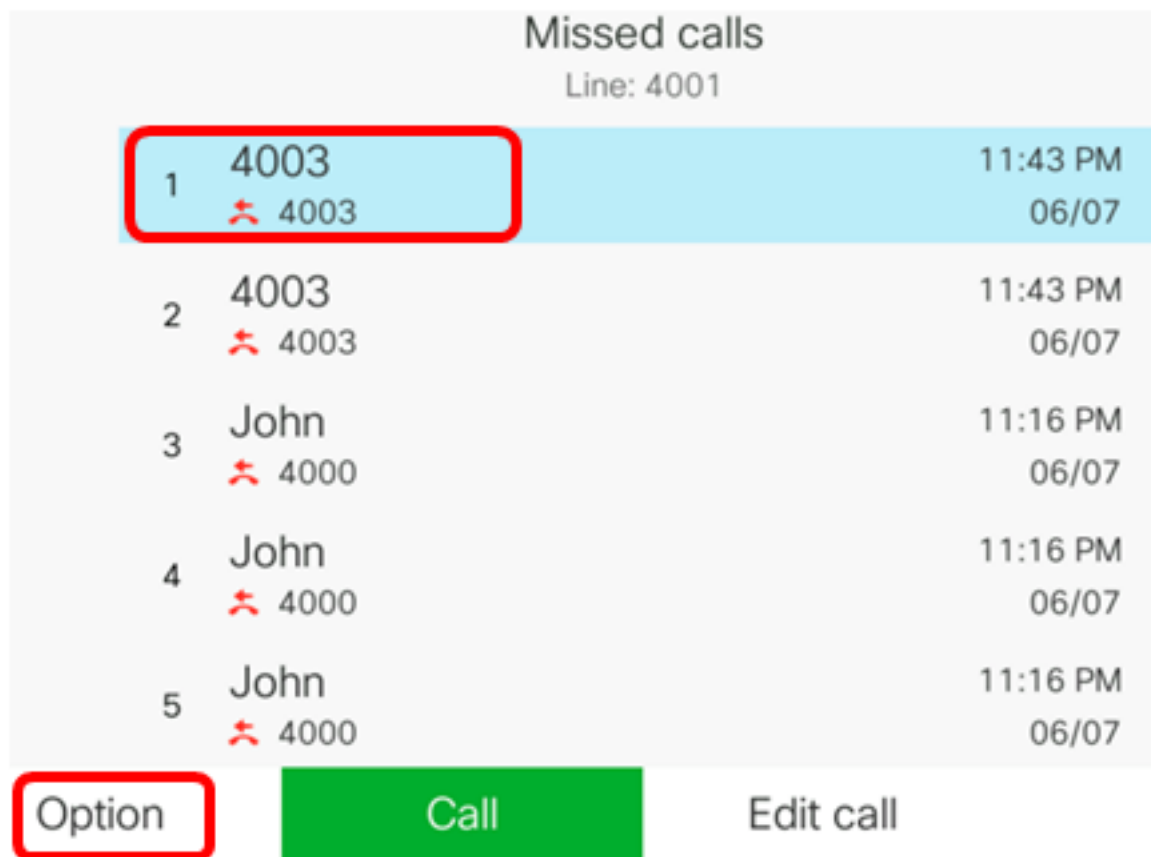 Missed calls
Line: 4001
1 4003 11:43 PM
4003 06/07
2 4003 11:43 PM
4003 06/07
3 John 11:16 PM
4000 06/07
4 John 11:16 PM
4000 06/07
5 John 11:16 PM
4000 06/07
Option Call Edit call